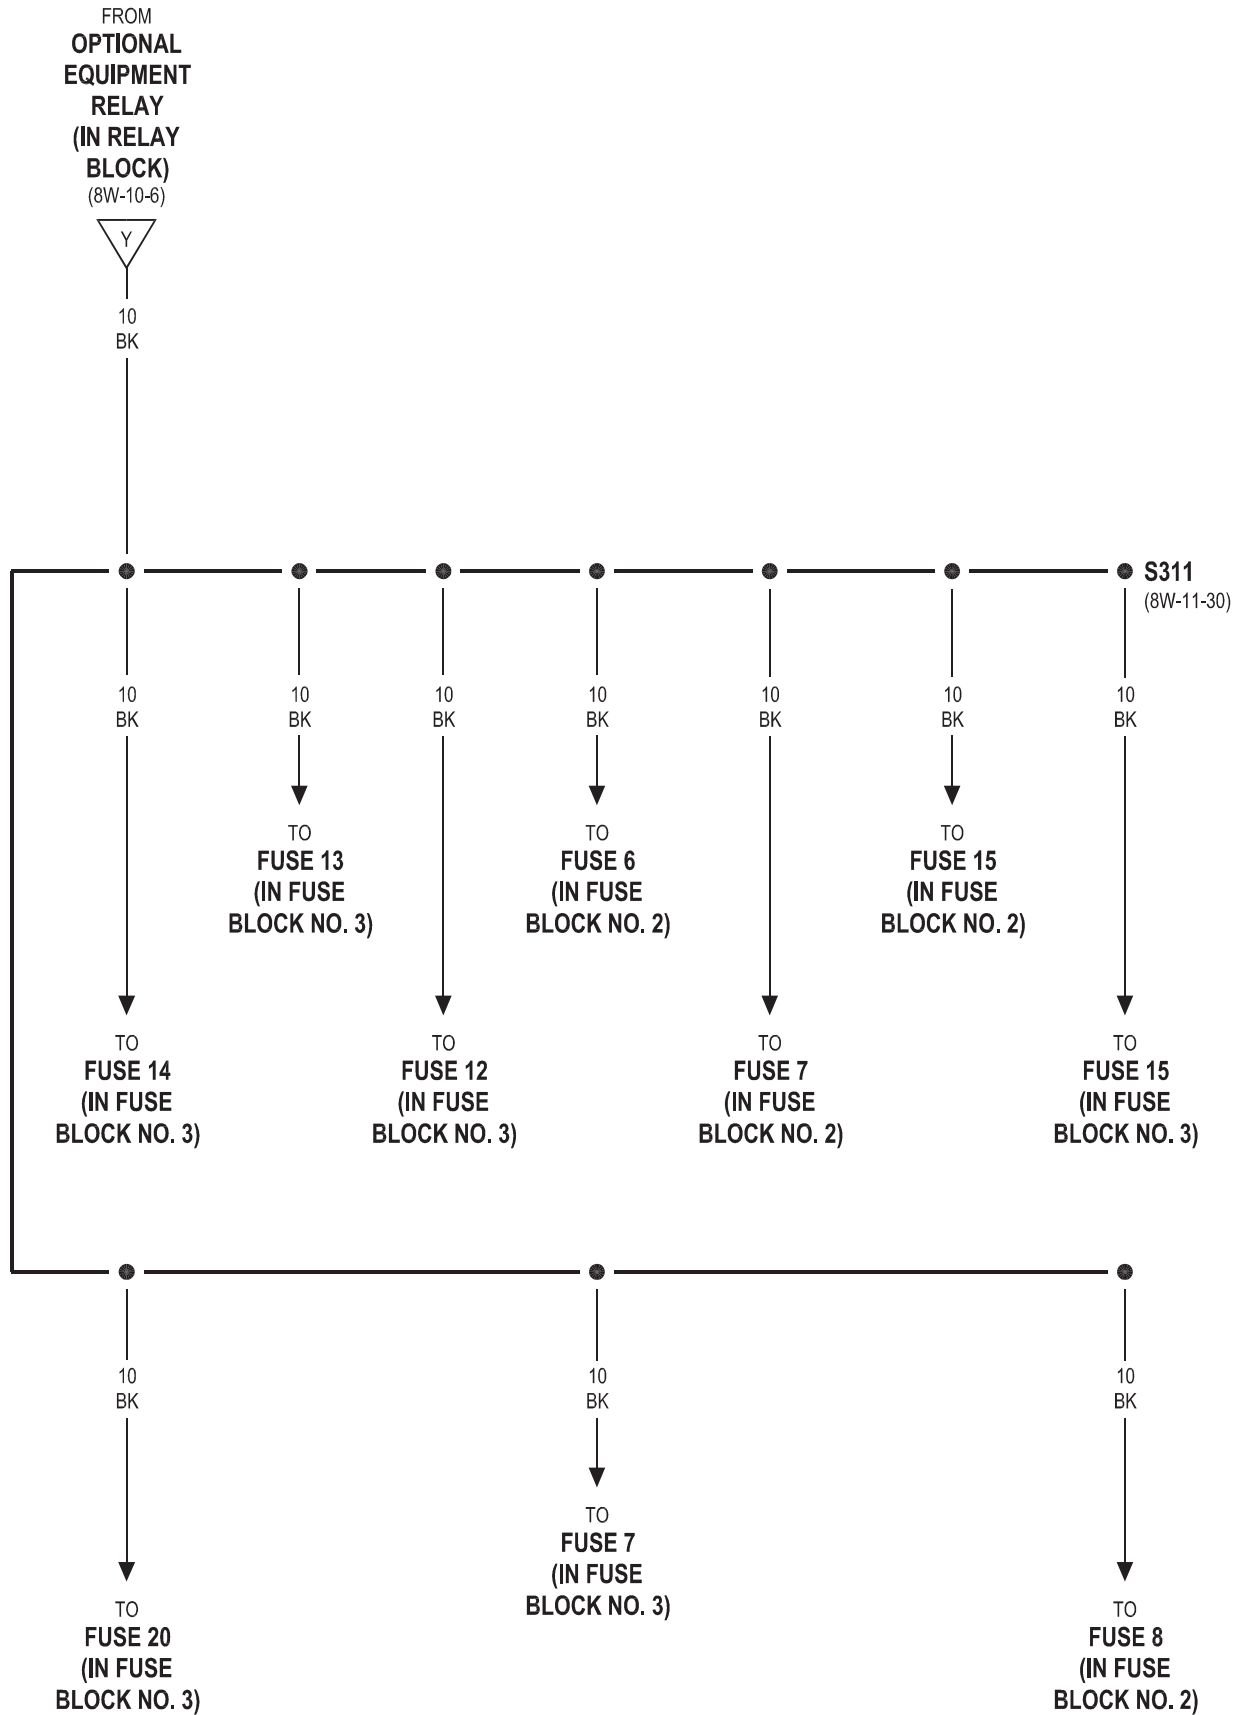 FROM
OPTIONAL
EQUIPMENT
RELAY
(IN RELAY
BLOCK)
(8W-10-6)
Y
10
BK
S311
(8W-11-30)
10
BK
10
BK
10
BK
10
BK
10
BK
10
BK
10
BK
TO
FUSE 13
(IN FUSE
BLOCK NO. 3)
TO
FUSE 6
(IN FUSE
BLOCK NO. 2)
TO
FUSE 15
(IN FUSE
BLOCK NO. 2)
TO
FUSE 14
(IN FUSE
BLOCK NO. 3)
TO
FUSE 12
(IN FUSE
BLOCK NO. 3)
TO
FUSE 7
(IN FUSE
BLOCK NO. 2)
TO
FUSE 15
(IN FUSE
BLOCK NO. 3)
10
BK
10
BK
10
BK
TO
FUSE 7
(IN FUSE
BLOCK NO. 3)
TO
FUSE 20
(IN FUSE
BLOCK NO. 3)
TO
FUSE 8
(IN FUSE
BLOCK NO. 2)